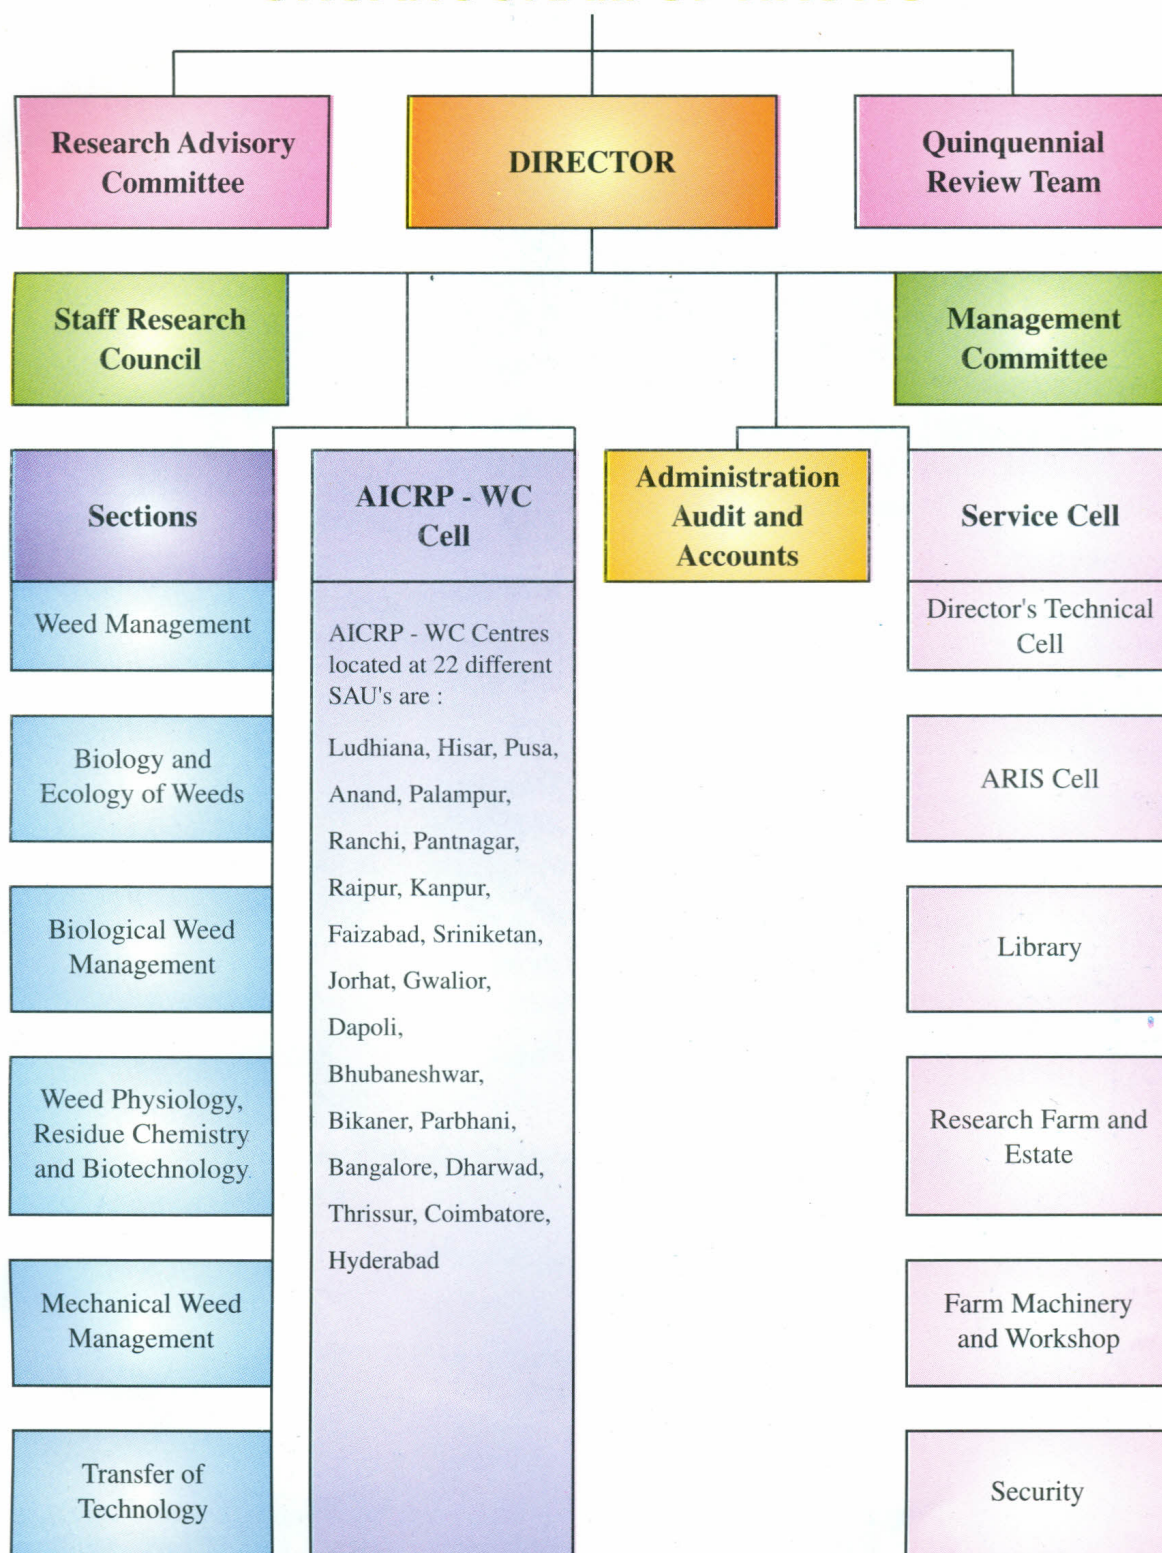 Research Advisory
Committee
DIRECTOR
Quinquennial
Review Team
Staff Research
Council
Management
Committee
Sections
AICRP - WC
Cell
Administration
Audit and
Accounts
Service Cell
Weed Management
Biology and
Ecology of Weeds
Biological Weed
Management
Weed Physiology,
Residue Chemistry
and Biotechnology
Mechanical Weed
Management
Transfer of
Technology
AICRP - WC Centres
located at 22 different
SAU's are :
Ludhiana, Hisar, Pusa,
Anand, Palampur,
Ranchi, Pantnagar,
Raipur, Kanpur,
Faizabad, Sriniketan,
Jorhat, Gwalior,
Dapoli,
Bhubaneshwar,
Bikaner, Parbhani,
Bangalore, Dharwad,
Thrissur, Coimbatore,
Hyderabad
Director's Technical
Cell
ARIS Cell
Library
Research Farm and
Estate
Farm Machinery
and Workshop
Security